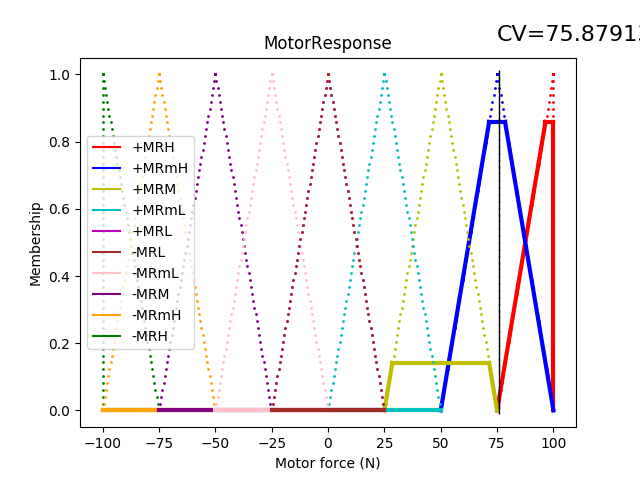 CV=75.8791
MotorResponse
Membership
1.0
0.8
0.6
0.4
0.2
0.0
+MRH
+MRmH
+MRM
+MRmL
+MRL
-MRL
-MRmL
-MRM
-MRmH
-MRH
−100
−75
−50
−25
0
25
50
75
100
Motor force (N)